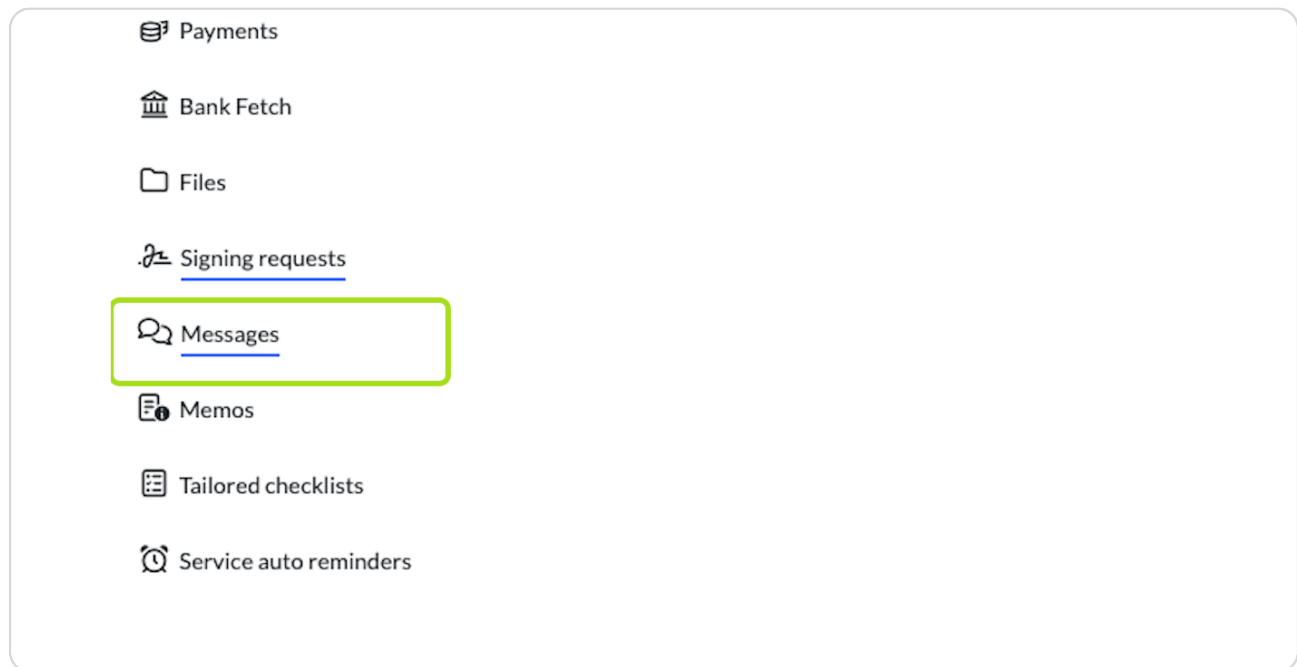 Payments
Bank Fetch
Files
Signing requests
Messages
Memos
Tailored checklists
Service auto reminders